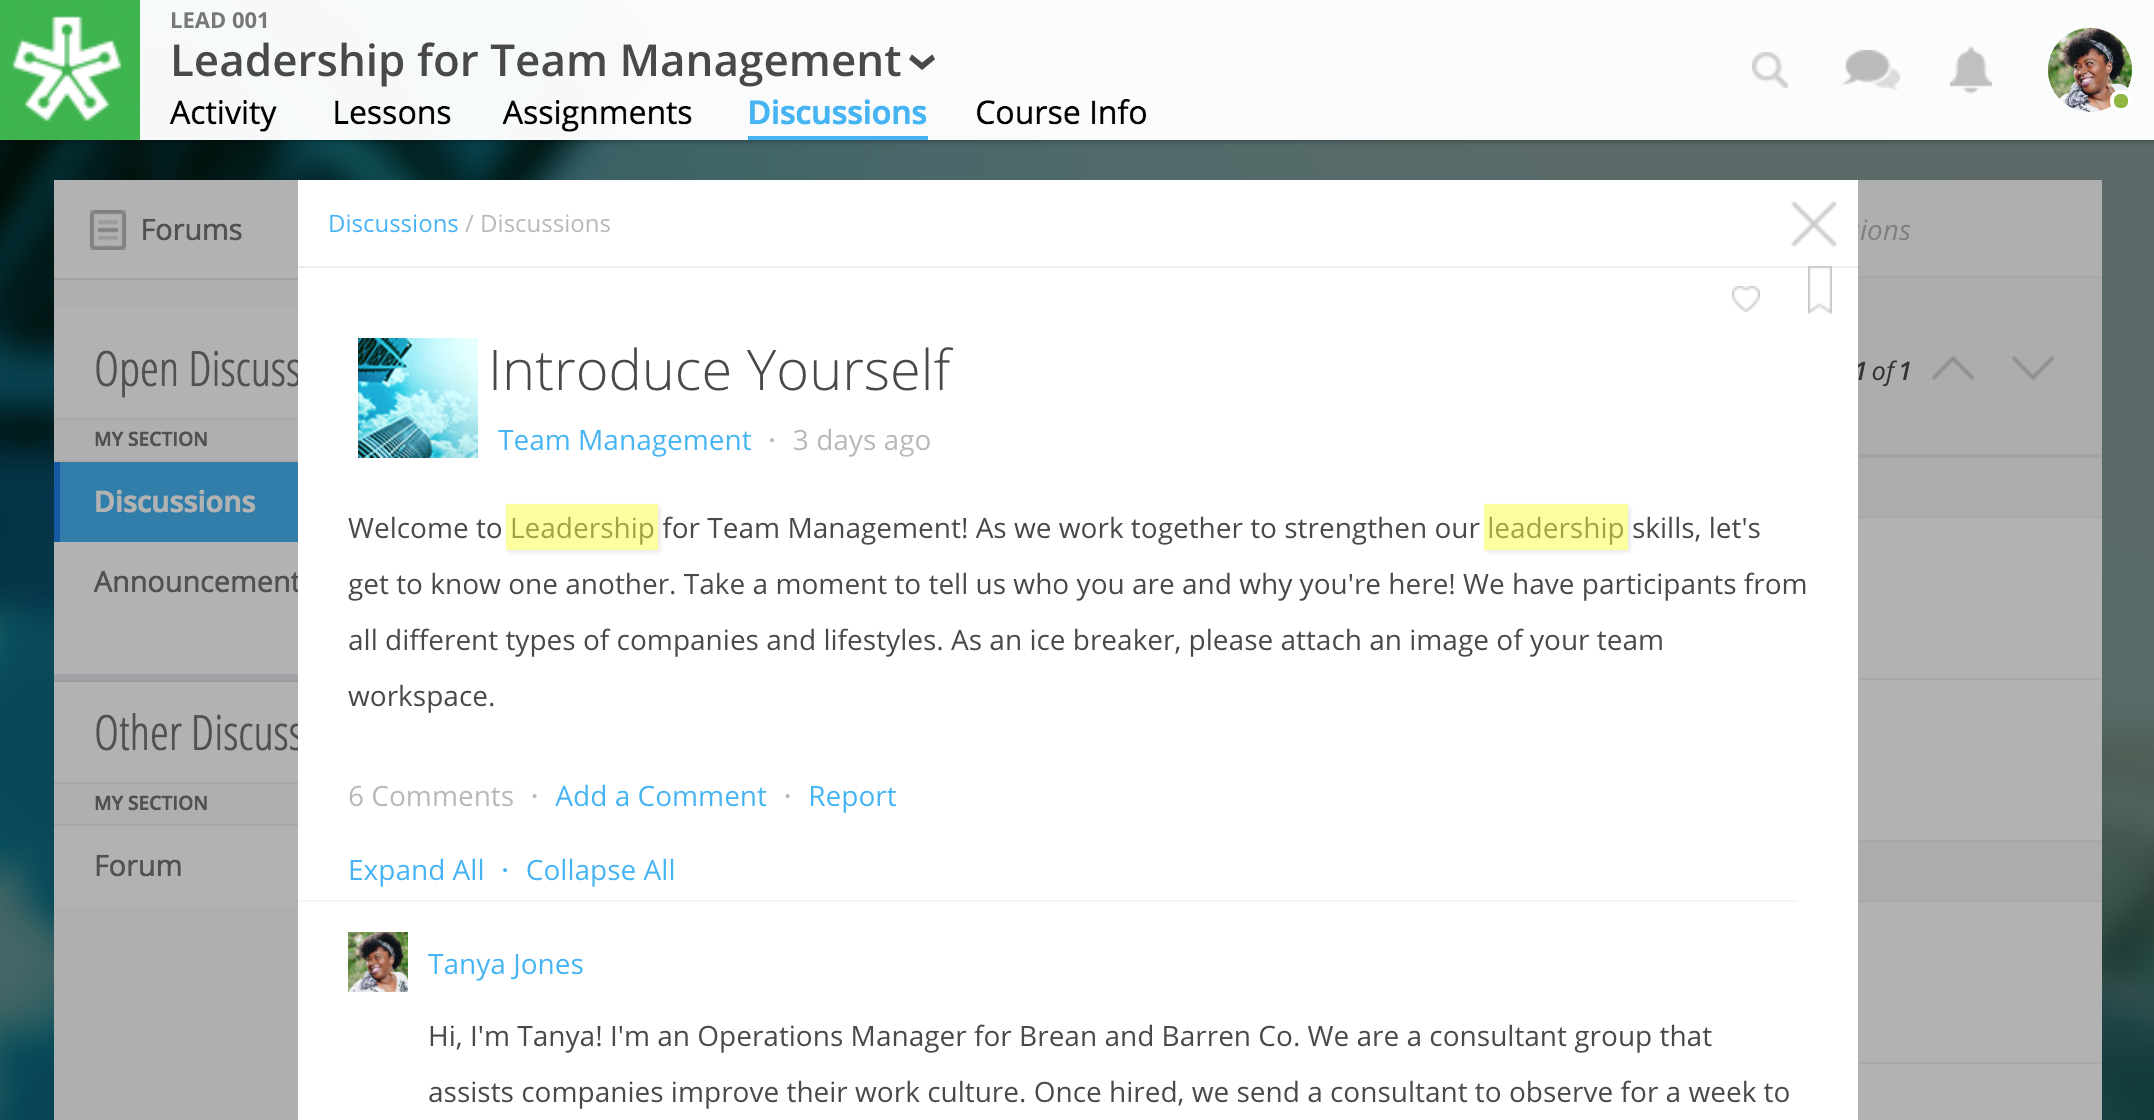 LEAD 001
Leadership for Team Management
Activity Lessons Assignments Discussions Course Info
Forums
Discussions / Discussions
Introduce Yourself
Team Management · 3 days ago
1 of 1
Open Discuss
MY SECTION
Discussions
Announcement
Other Discuss
MY SECTION
Forum
Welcome to Leadership for Team Management! As we work together to strengthen our leadership skills, let's
get to know one another. Take a moment to tell us who you are and why you're here! We have participants from
all different types of companies and lifestyles. As an ice breaker, please attach an image of your team
workspace.
6 Comments · Add a Comment · Report
Expand All · Collapse All
Tanya Jones
Hi, I'm Tanya! I'm an Operations Manager for Brean and Barren Co. We are a consultant group that
assists companies improve their work culture. Once hired, we send a consultant to observe for a week to